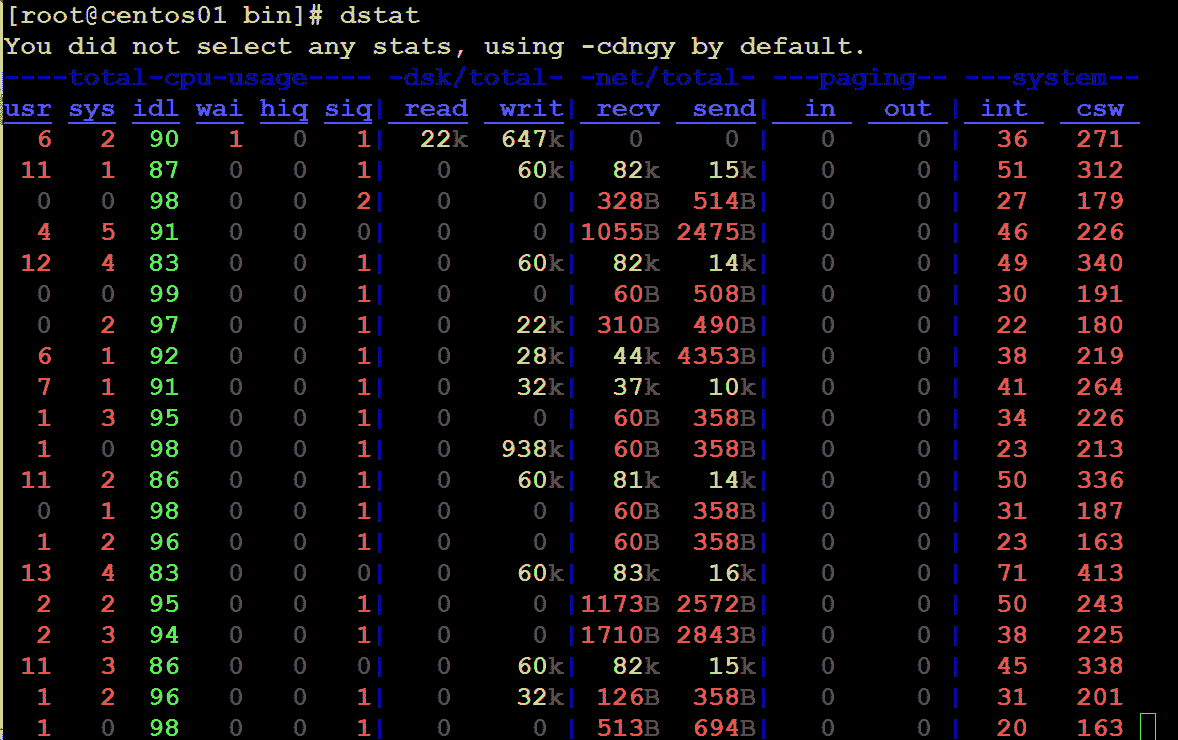 [root@centos01 bin]# dstat
You did not select any stats, using -cdngy by default.
----total-cpu-usage---- -dsk/total- -net/total- ---paging-- ---system--
usr sys idl wai hiq siq| read  writ| recv  send|  in   out | int   csw
  6   2  90   1   0   1|  22k  647k|   0     0 |   0     0 |  36   271
 11   1  87   0   0   1|   0    60k|  82k   15k|   0     0 |  51   312
  0   0  98   0   0   2|   0     0 | 328B  514B|   0     0 |  27   179
  4   5  91   0   0   0|   0     0 |1055B 2475B|   0     0 |  46   226
 12   4  83   0   0   1|   0    60k|  82k   14k|   0     0 |  49   340
  0   0  99   0   0   1|   0     0 |  60B  508B|   0     0 |  30   191
  0   2  97   0   0   1|   0    22k| 310B  490B|   0     0 |  22   180
  6   1  92   0   0   1|   0    28k|  44k 4353B|   0     0 |  38   219
  7   1  91   0   0   1|   0    32k|  37k   10k|   0     0 |  41   264
  1   3  95   0   0   1|   0     0 |  60B  358B|   0     0 |  34   226
  1   0  98   0   0   1|   0   938k|  60B  358B|   0     0 |  23   213
 11   2  86   0   0   1|   0    60k|  81k   14k|   0     0 |  50   336
  0   1  98   0   0   1|   0     0 |  60B  358B|   0     0 |  31   187
  1   2  96   0   0   1|   0     0 |  60B  358B|   0     0 |  23   163
 13   4  83   0   0   0|   0    60k|  83k   16k|   0     0 |  71   413
  2   2  95   0   0   1|   0     0 |1173B 2572B|   0     0 |  50   243
  2   3  94   0   0   1|   0     0 |1710B 2843B|   0     0 |  38   225
 11   3  86   0   0   0|   0    60k|  82k   15k|   0     0 |  45   338
  1   2  96   0   0   1|   0    32k| 126B  358B|   0     0 |  31   201
  1   0  98   0   0   1|   0     0 | 513B  694B|   0     0 |  20   163